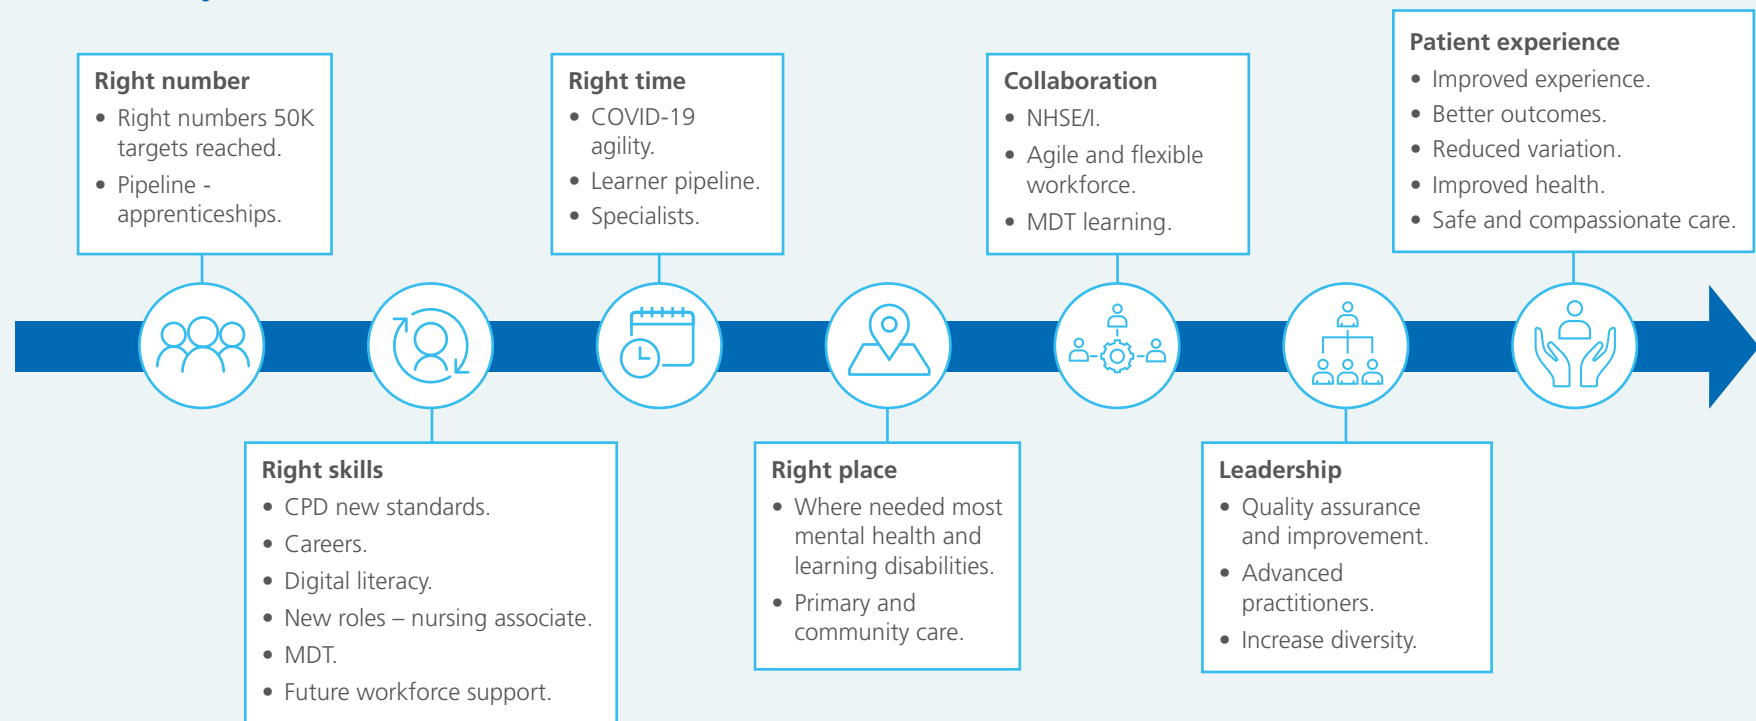 Right number
• Right numbers 50K
targets reached.
• Pipeline -
apprenticeships.
Right skills
• CPD new standards.
• Careers.
• Digital literacy.
• New roles – nursing associate.
• MDT.
• Future workforce support.
Right time
• COVID-19
agility.
• Learner pipeline.
• Specialists.
Right place
• Where needed most
mental health and
learning disabilities.
• Primary and
community care.
Collaboration
• NHSE/I.
• Agile and flexible
workforce.
• MDT learning.
Leadership
• Quality assurance
and improvement.
• Advanced
practitioners.
• Increase diversity.
Patient experience
• Improved experience.
• Better outcomes.
• Reduced variation.
• Improved health.
• Safe and compassionate care.